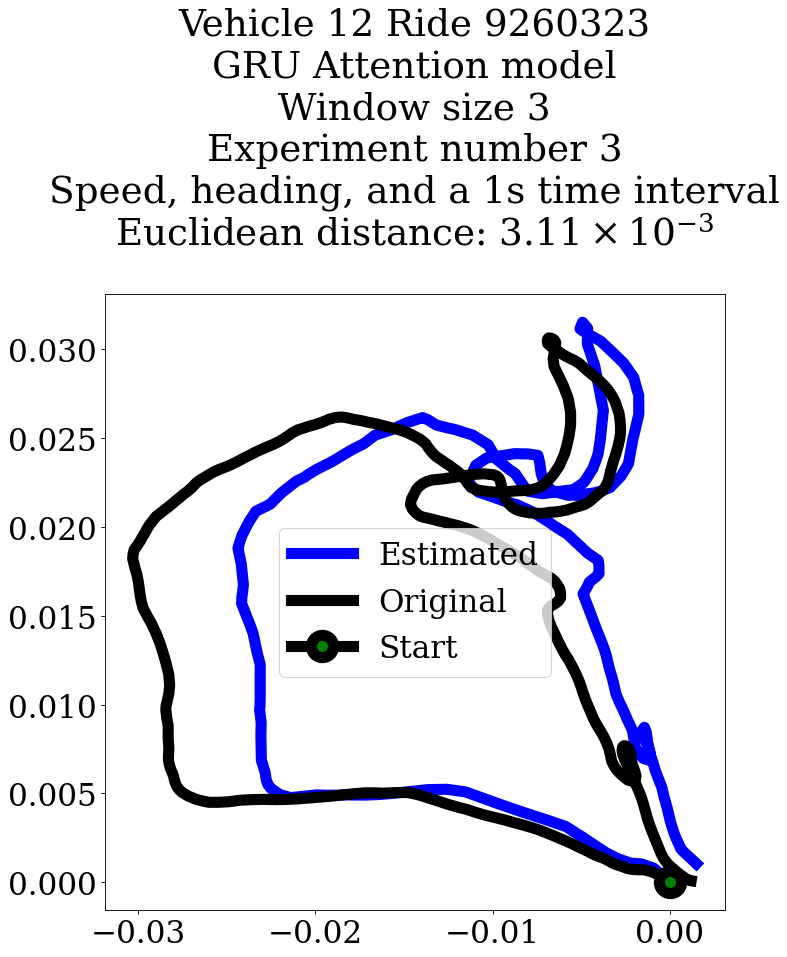 Vehicle 12 Ride 9260323
GRU Attention model
Window size 3
Experiment number 3
Speed, heading, and a 1s time interval
Euclidean distance: 3.11 × 10⁻³
0.030
0.025
0.020
0.015
0.010
0.005
0.000
Estimated
Original
Start
−0.03 −0.02 −0.01 0.00